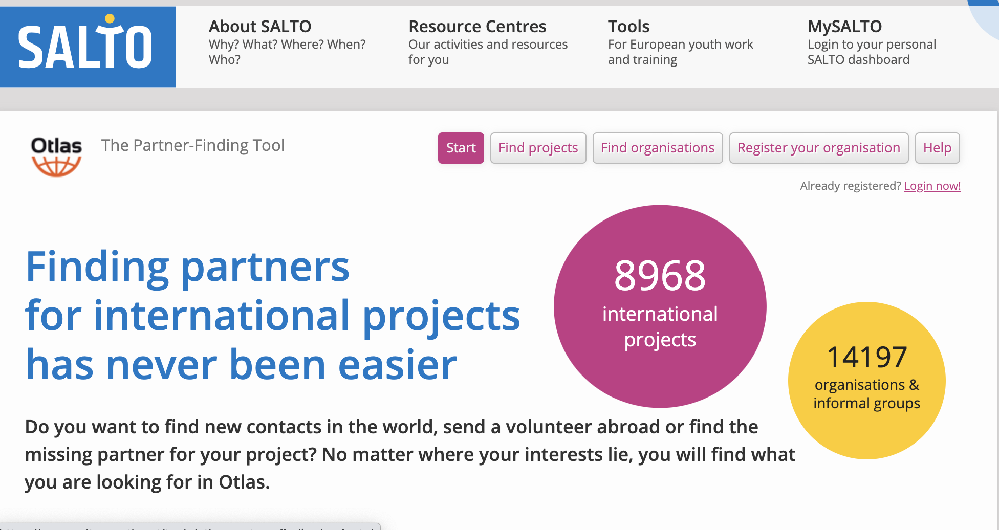 SALTO
About SALTO
Why? What? Where? When?
Who?
Resource Centres
Our activities and resources
for you
Tools
For European youth work
and training
MySALTO
Login to your personal
SALTO dashboard
Otlas
The Partner-Finding Tool
Start
Find projects
Find organisations
Register your organisation
Help
Already registered? Login now!
Finding partners
for international projects
has never been easier
8968
international
projects
14197
organisations &
informal groups
Do you want to find new contacts in the world, send a volunteer abroad or find the
missing partner for your project? No matter where your interests lie, you will find what
you are looking for in Otlas.